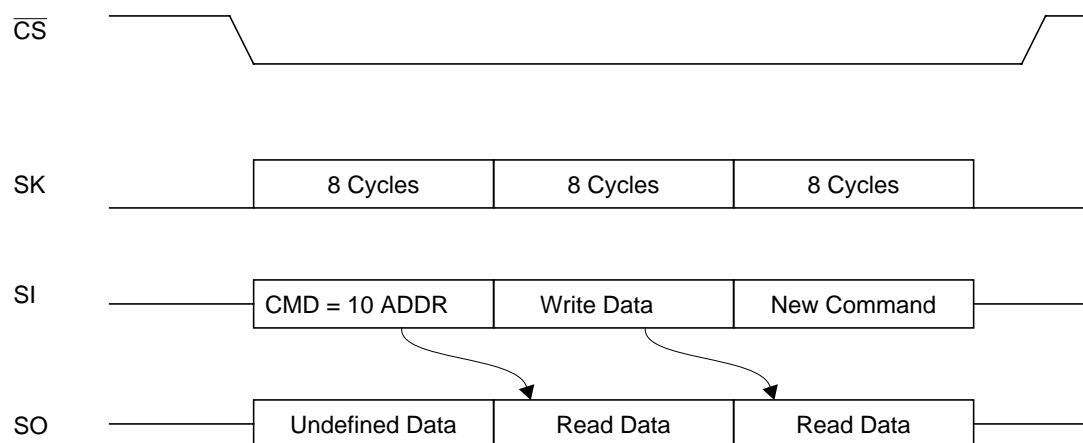 C̅S̅
SK 8 Cycles 8 Cycles 8 Cycles
SI CMD = 10 ADDR Write Data New Command
SO Undefined Data Read Data Read Data